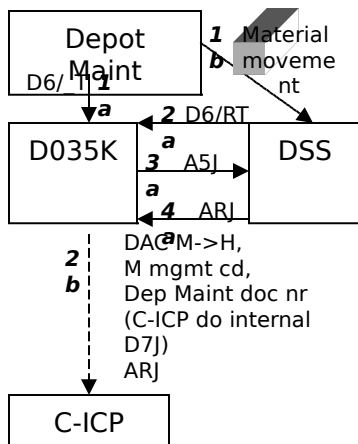 Depot
Maint
1
b
Material
moveme
nt
D6/_T
1
a
2
a
D6/RT
D035K
DSS
3
a
A5J
4
a
ARJ
DAC M->H,
M mgmt cd,
Dep Maint doc nr
(C-ICP do internal
D7J)
ARJ
2
b
C-ICP